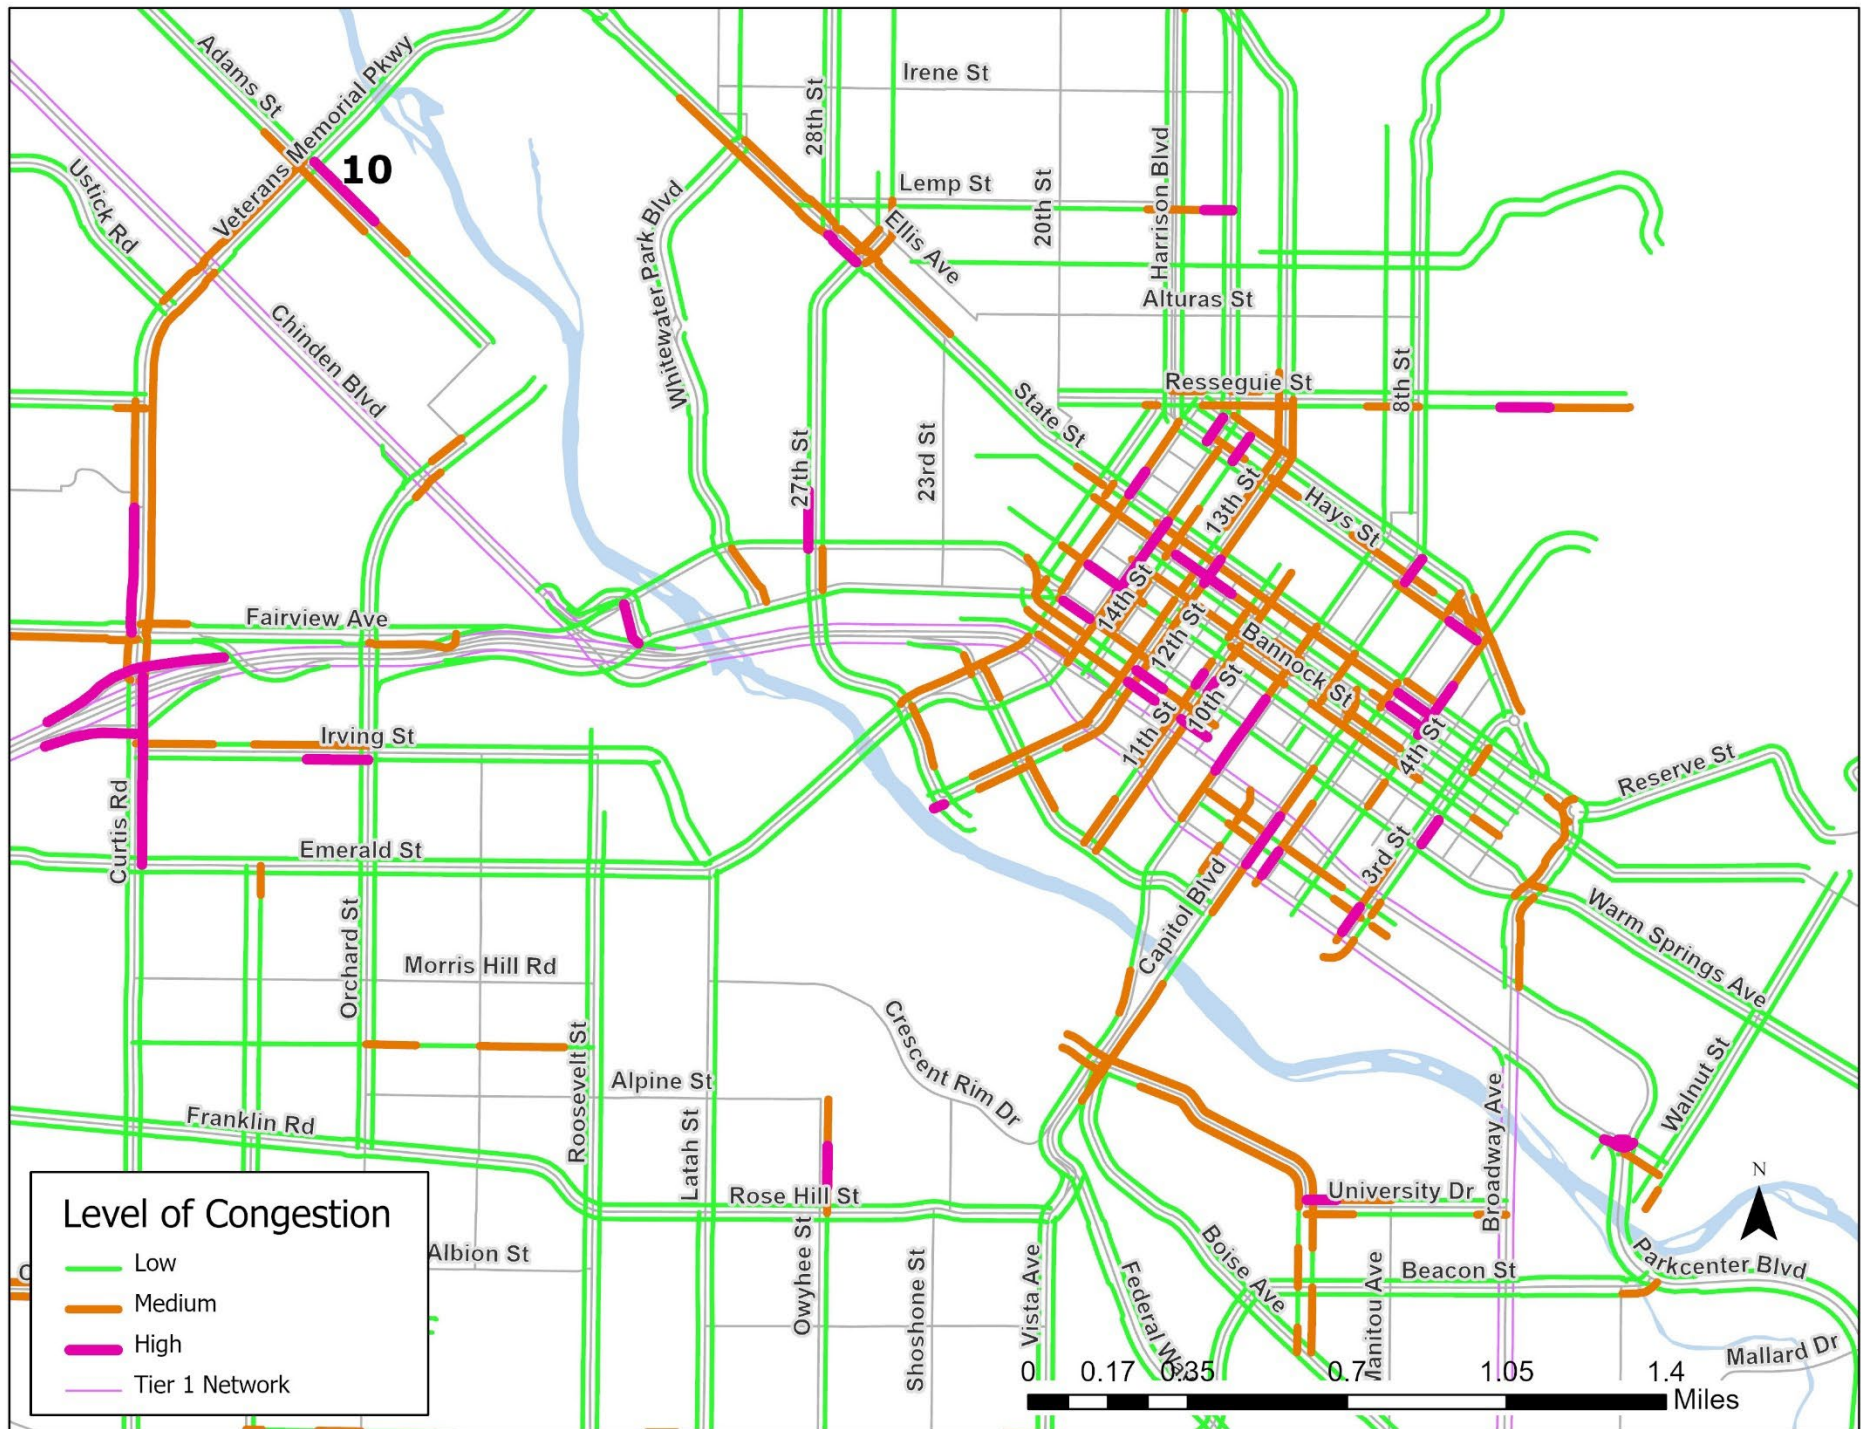 Adams St
Veterans Memorial Pkwy
10
Ustick Rd
Chinden Blvd
28th St
Irene St
Lemp St
Ellis Ave
20th St
Harrison Blvd
Whitewater Park Blvd
Alturas St
Resseguie St
8th St
State St
27th St
23rd St
13th St
Hays St
14th St
12th St
Bannock St
10th St
11th St
4th St
3rd St
Fairview Ave
Irving St
Curtis Rd
Emerald St
Orchard St
Morris Hill Rd
Reserve St
Capitol Blvd
Warm Springs Ave
Crescent Rim Dr
Roosevelt St
Alpine St
Latah St
Franklin Rd
Rose Hill St
Owyhee St
Shoshone St
Albion St
Vista Ave
Federal Way
Boise Ave
University Dr
Broadway Ave
Walnut St
Beacon St
Manitou Ave
Parkcenter Blvd
Mallard Dr
N
Level of Congestion
Low
Medium
High
Tier 1 Network
0 0.17 0.35 0.7 1.05 1.4
Miles